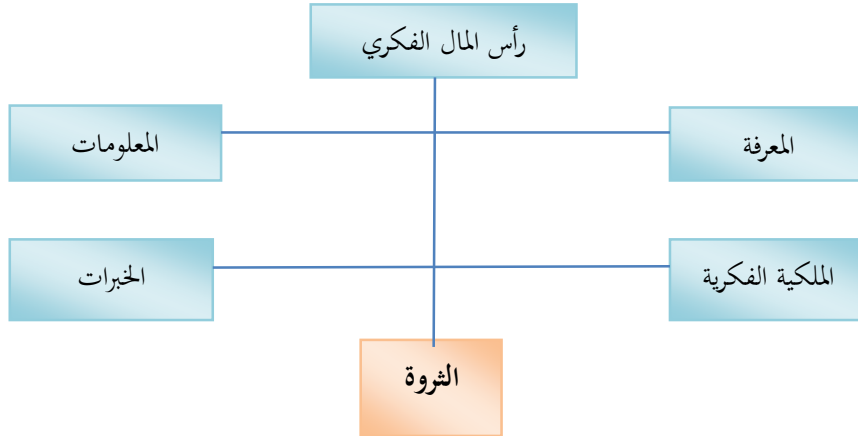 رأس المال الفكري
المعرفة
المعلومات
الملكية الفكرية
الخبرات
الثروة